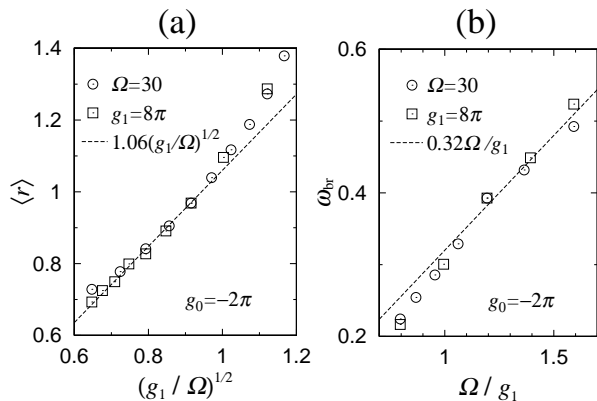 (a)
1.4
1.2
1.0
0.8
0.6
⟨r⟩
Ω=30
g₁=8π
1.06(g₁/Ω)^1/2
g₀=−2π
0.6 0.8 1 1.2
(g₁ / Ω)^1/2
(b)
0.6
0.4
0.2
ω_br
Ω=30
g₁=8π
0.32Ω/g₁
g₀=−2π
1 1.5
Ω / g₁